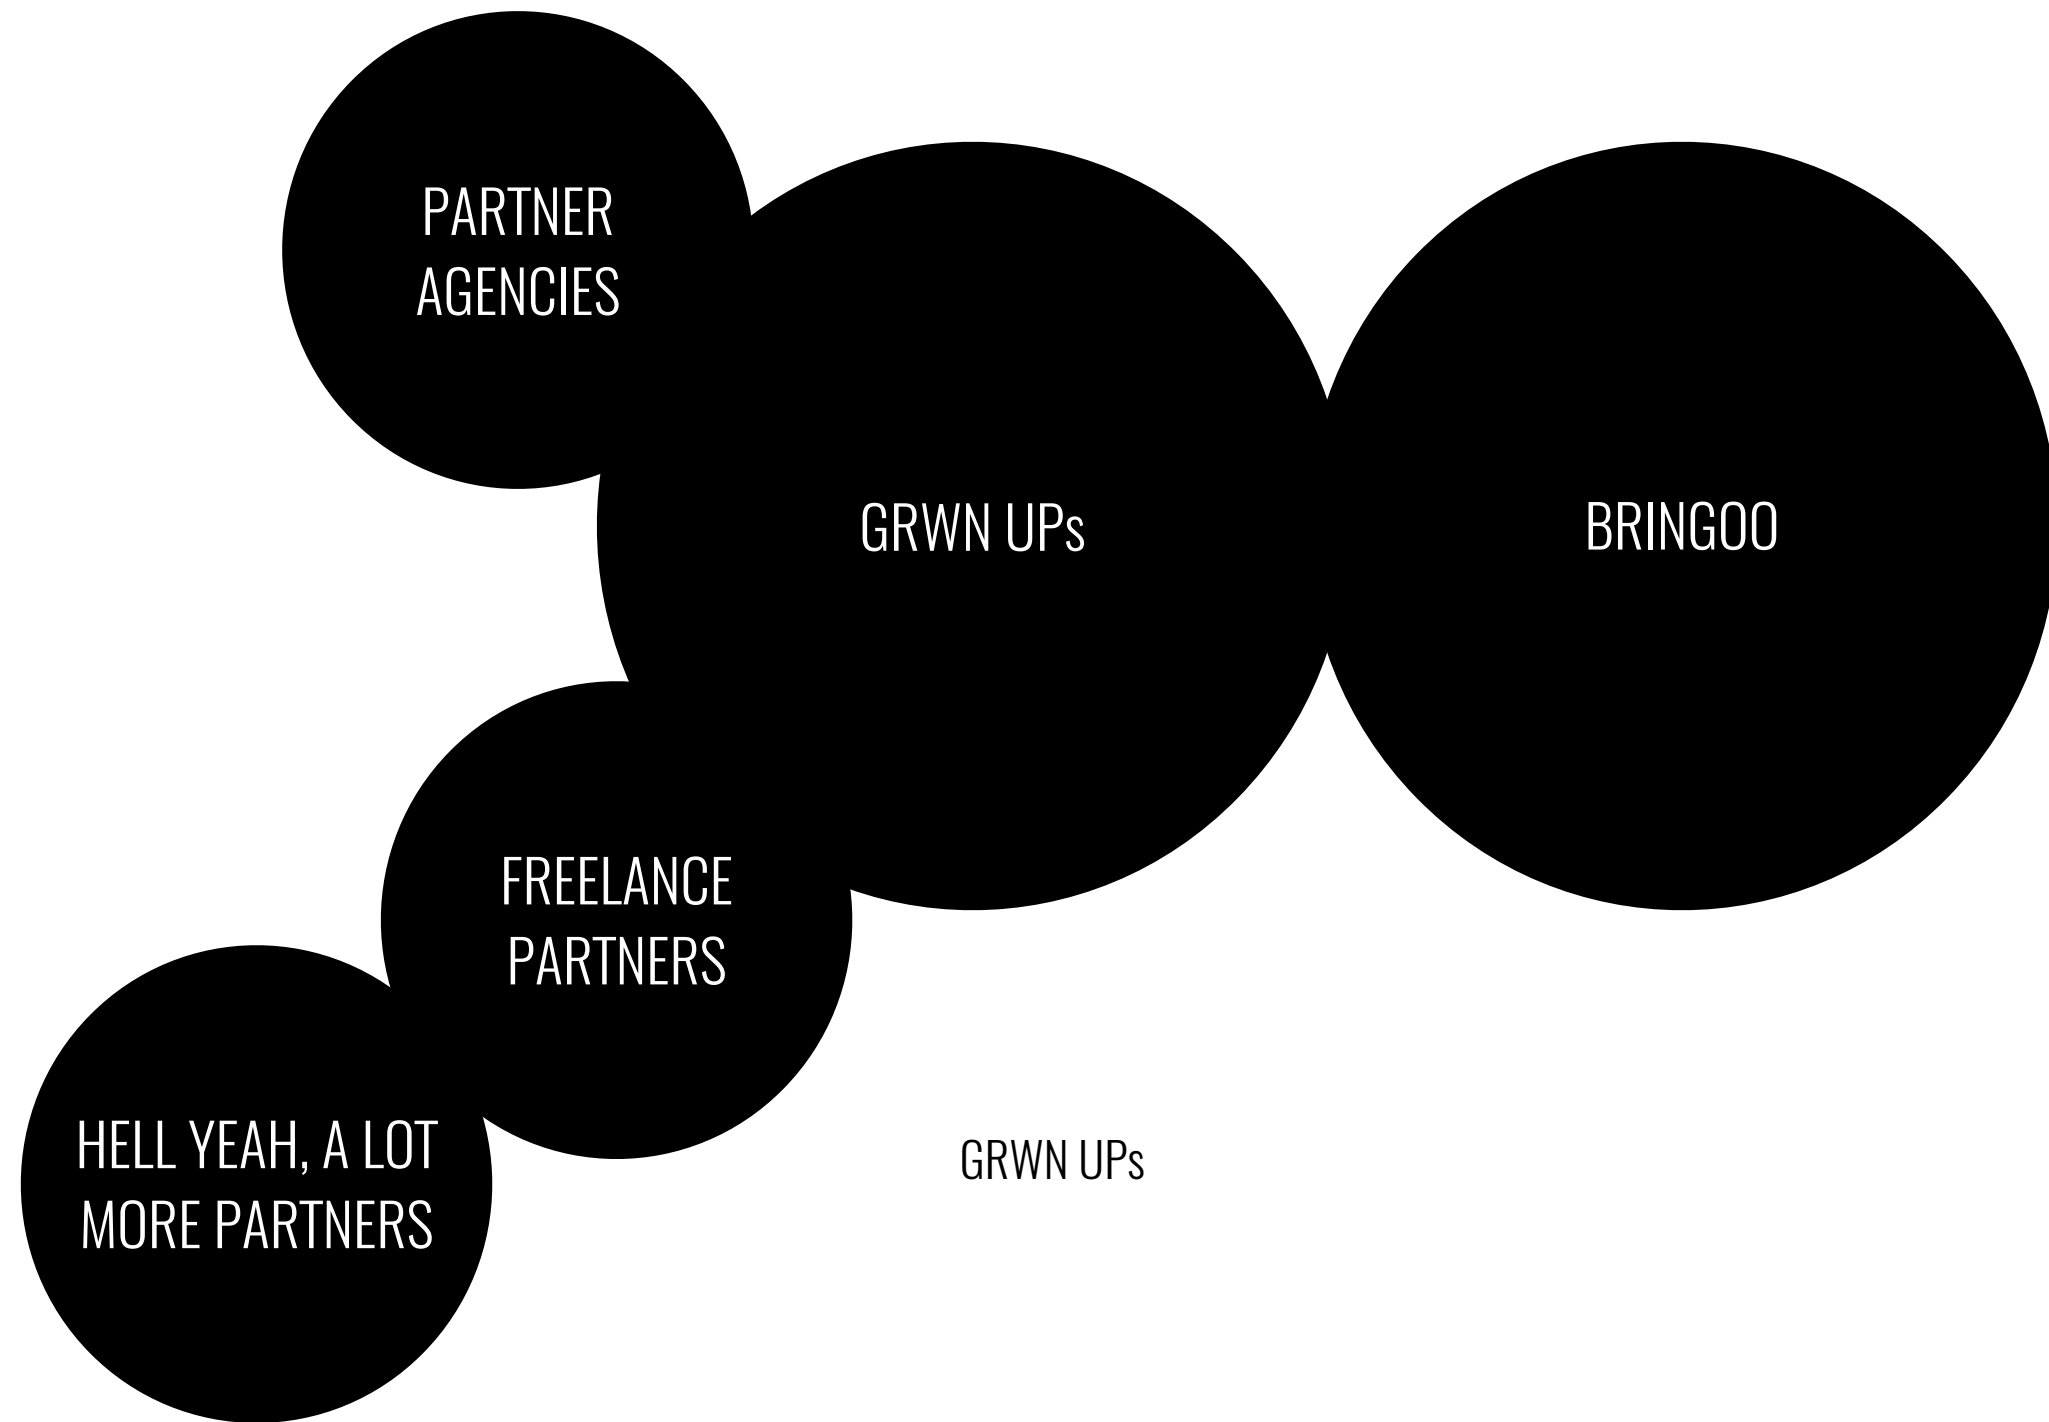 PARTNER
AGENCIES
GRWN UPs
BRINGOO
FREELANCE
PARTNERS
HELL YEAH, A LOT
MORE PARTNERS
GRWN UPs